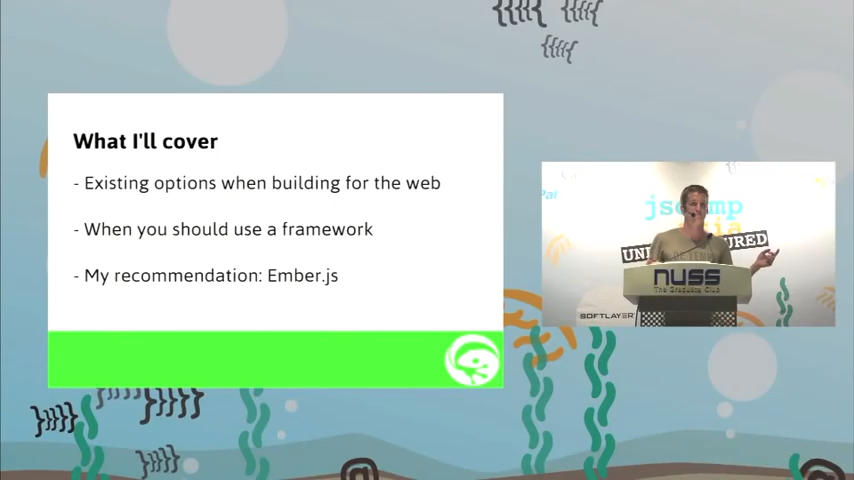 What I'll cover
- Existing options when building for the web
- When you should use a framework
- My recommendation: Ember.js
Pal
nuss
The Graduate Club
SOFTLAYER